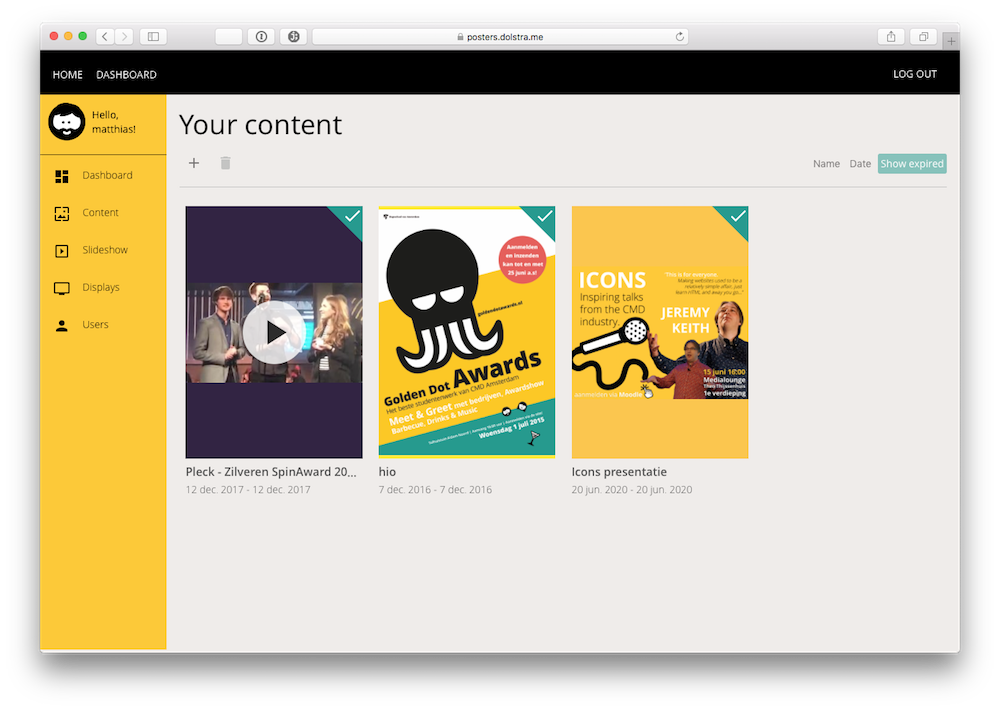 posters.dolstra.me
HOME DASHBOARD LOG OUT
Hello,
matthias!
Dashboard
Content
Slideshow
Displays
Users
Your content
Name Date Show expired
Aanmelden
en inzenden
kan tot en met
25 juni a.s!
goldendotawards.nl
Golden Dot Awards
Het beste studentenwerk van CMD Amsterdam
Meet & Greet met bedrijven, Awardshow
Barbecue, Drinks & Music
Woensdag 1 juli 2015
ICONS
Inspiring talks
from the CMD
industry.
"This is for everyone.
Making websites used to be a
relatively simple affair. Just
learn HTML and away you go..."
JEREMY
KEITH
15 juni 16:00
Medialounge
Theo Thijssenhuis
1e verdieping
aanmelden via Moodle
Pleck - Zilveren SpinAward 20...
12 dec. 2017 - 12 dec. 2017
hio
7 dec. 2016 - 7 dec. 2016
Icons presentatie
20 jun. 2020 - 20 jun. 2020